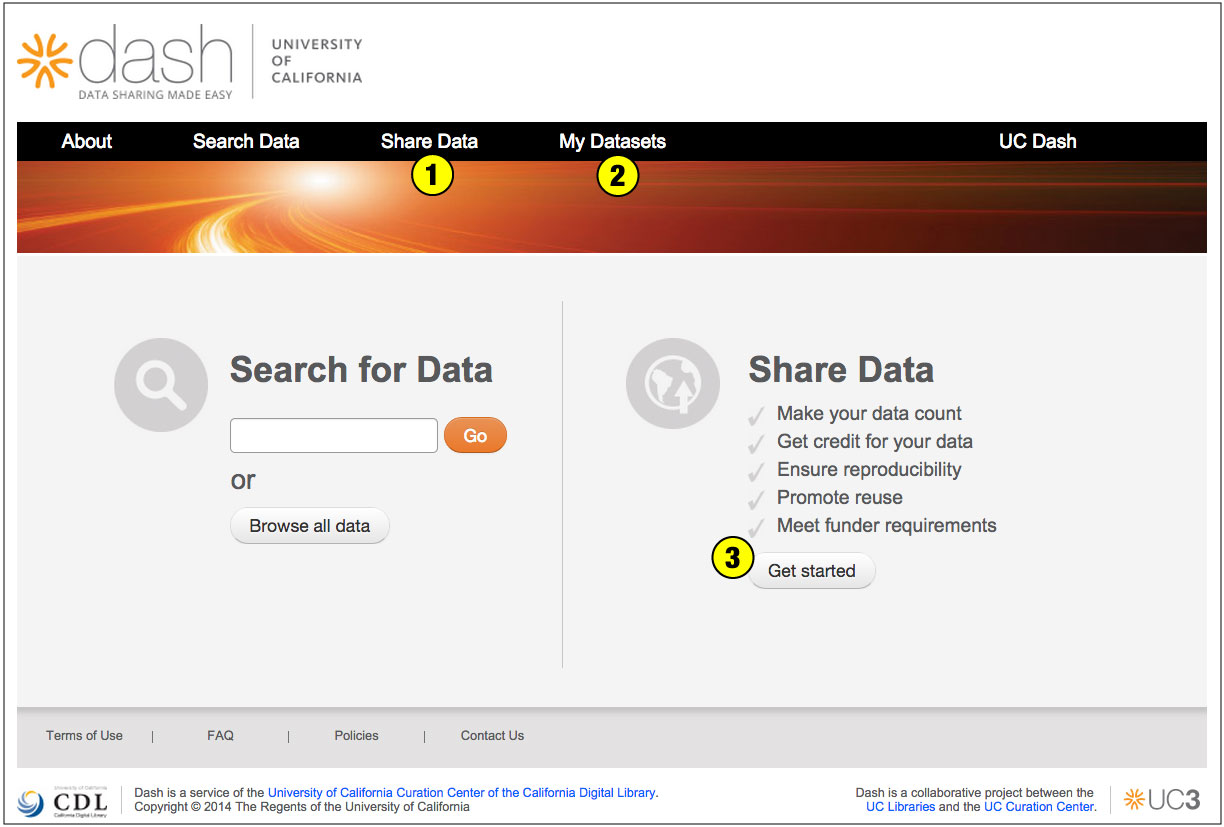 dash
DATA SHARING MADE EASY
UNIVERSITY
OF
CALIFORNIA
About Search Data Share Data My Datasets UC Dash
1 2
Search for Data
Go
or
Browse all data
Share Data
Make your data count
Get credit for your data
Ensure reproducibility
Promote reuse
Meet funder requirements
3
Get started
Terms of Use | FAQ | Policies | Contact Us
University of California
CDL
California Digital Library
Dash is a service of the University of California Curation Center of the California Digital Library.
Copyright © 2014 The Regents of the University of California
Dash is a collaborative project between the
UC Libraries and the UC Curation Center.
UC3